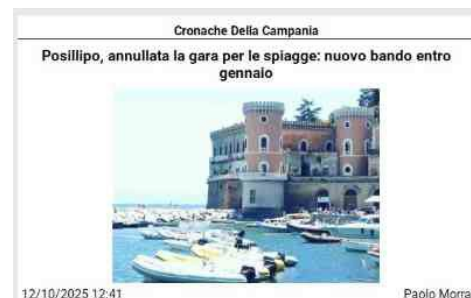 Cronache Della Campania
Posillipo, annullata la gara per le spiagge: nuovo bando entro
gennaio
12/10/2025 12:41
Paolo Morra